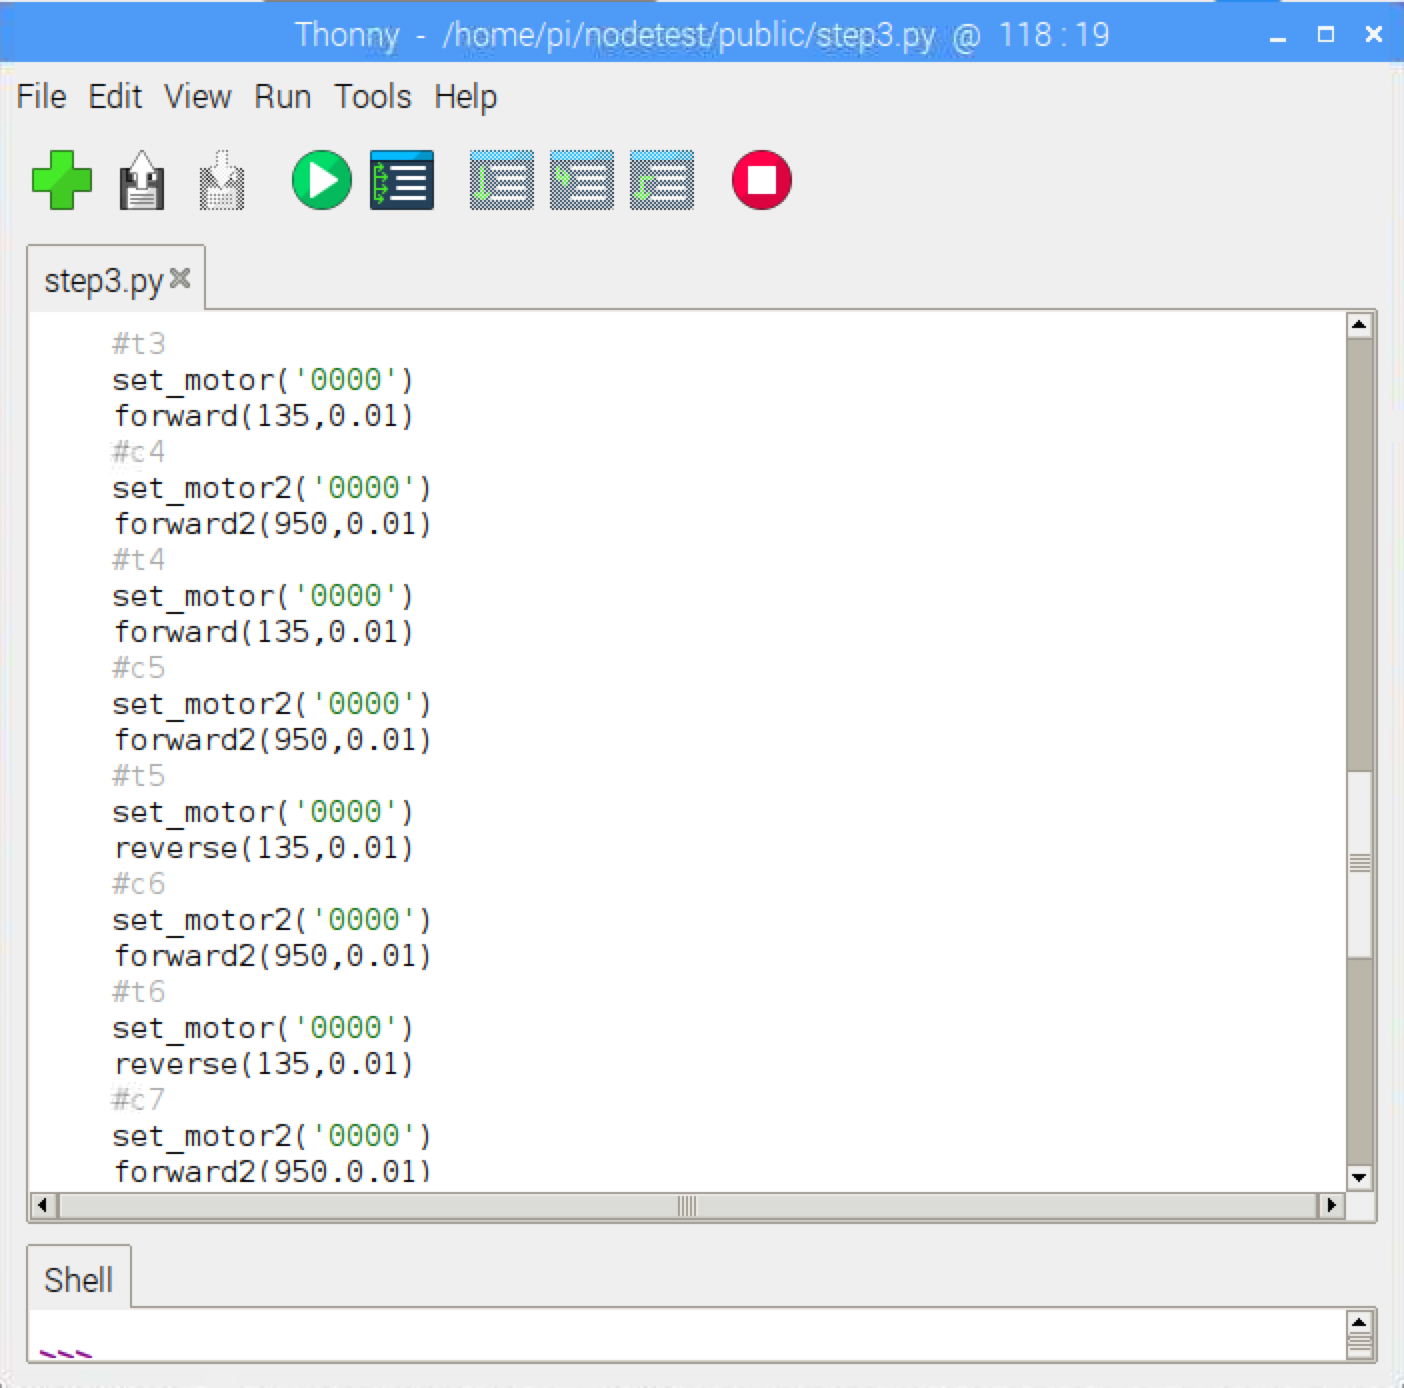 Thonny - /home/pi/nodetest/public/step3.py @ 118:19
File Edit View Run Tools Help
step3.py
#t3
set_motor('0000')
forward(135,0.01)
#c4
set_motor2('0000')
forward2(950,0.01)
#t4
set_motor('0000')
forward(135,0.01)
#c5
set_motor2('0000')
forward2(950,0.01)
#t5
set_motor('0000')
reverse(135,0.01)
#c6
set_motor2('0000')
forward2(950,0.01)
#t6
set_motor('0000')
reverse(135,0.01)
#c7
set_motor2('0000')
forward2(950,0.01)
Shell